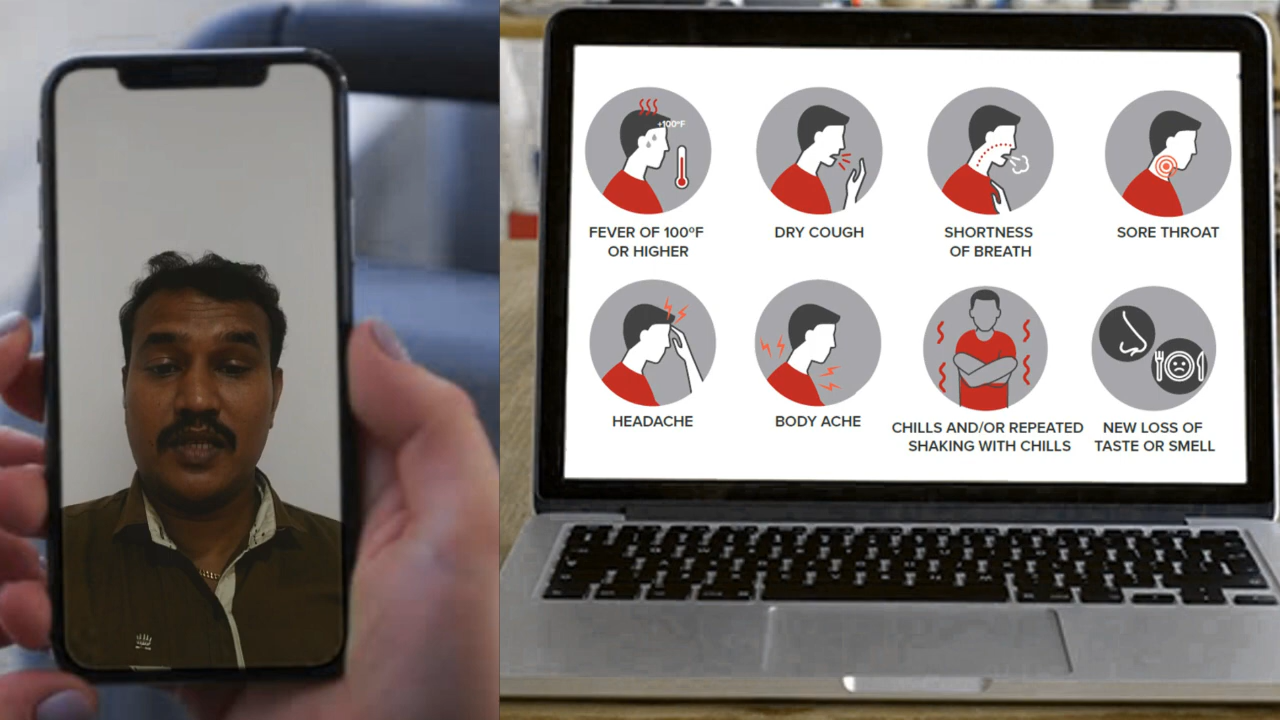 +100°F
FEVER OF 100°F
OR HIGHER
DRY COUGH
SHORTNESS
OF BREATH
SORE THROAT
HEADACHE
BODY ACHE
CHILLS AND/OR REPEATED
SHAKING WITH CHILLS
NEW LOSS OF
TASTE OR SMELL